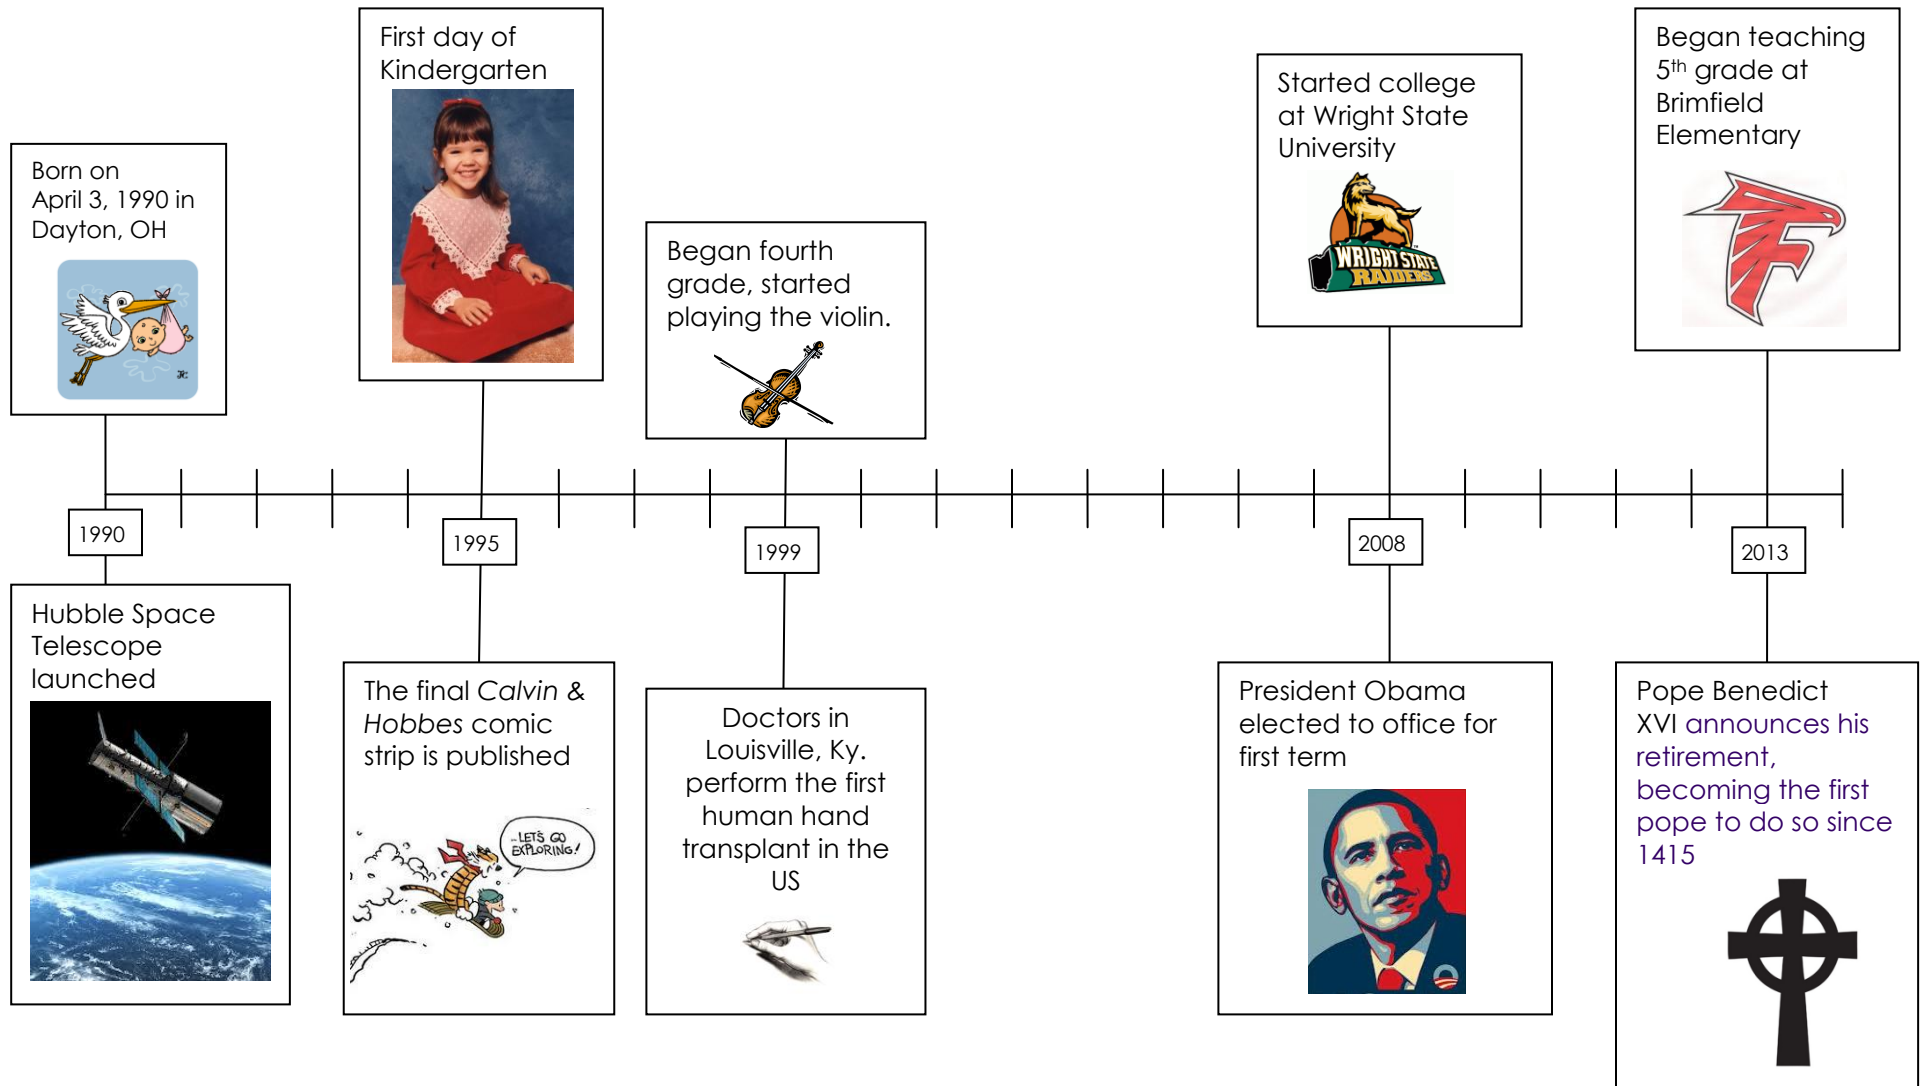 First day of
Kindergarten
Began teaching
5th grade at
Brimfield
Elementary
Started college
at Wright State
University
WRIGHT STATE
RAIDERS
Born on
April 3, 1990 in
Dayton, OH
Began fourth
grade, started
playing the violin.
1990
1995
1999
2008
2013
Hubble Space
Telescope
launched
The final Calvin &
Hobbes comic
strip is published
...LET'S GO
EXPLORING!
Doctors in
Louisville, Ky.
perform the first
human hand
transplant in the
US
President Obama
elected to office for
first term
Pope Benedict
XVI announces his
retirement,
becoming the first
pope to do so since
1415